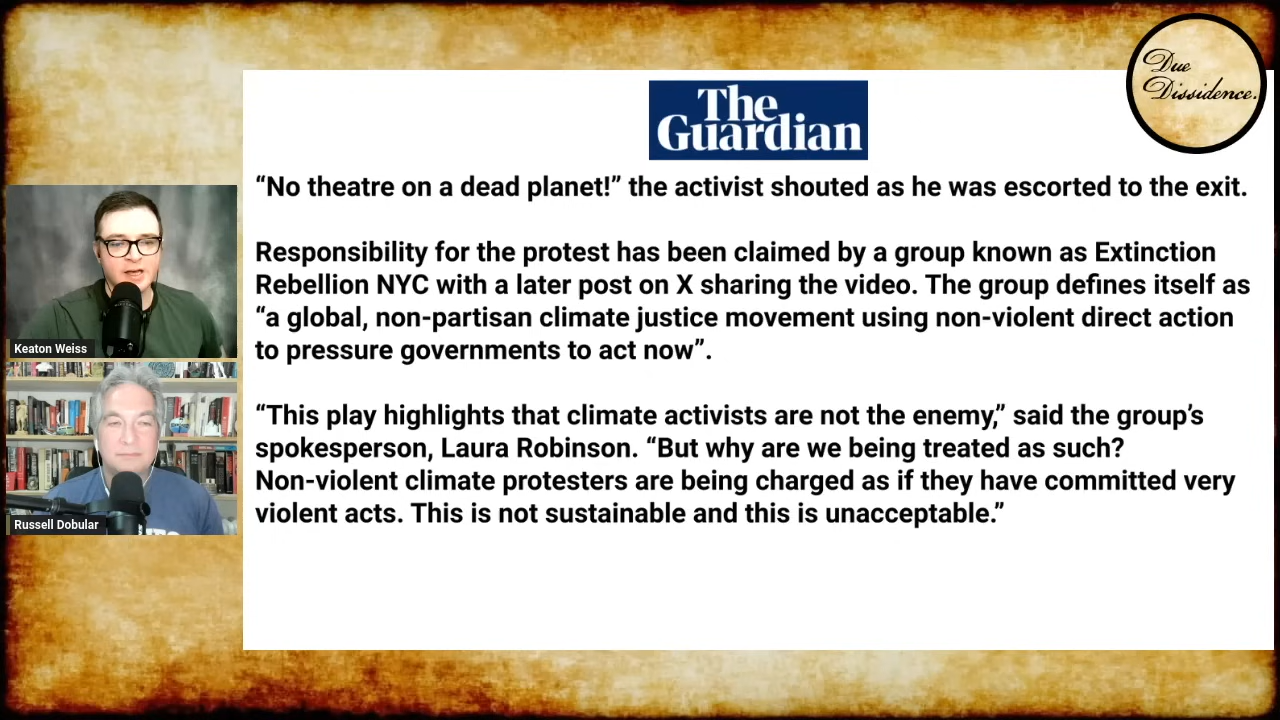 Due
Dissidence.
The
Guardian
“No theatre on a dead planet!” the activist shouted as he was escorted to the exit.
Responsibility for the protest has been claimed by a group known as Extinction
Rebellion NYC with a later post on X sharing the video. The group defines itself as
“a global, non-partisan climate justice movement using non-violent direct action
to pressure governments to act now”.
“This play highlights that climate activists are not the enemy,” said the group’s
spokesperson, Laura Robinson. “But why are we being treated as such?
Non-violent climate protesters are being charged as if they have committed very
violent acts. This is not sustainable and this is unacceptable.”
Keaton Weiss
Russell Dobular